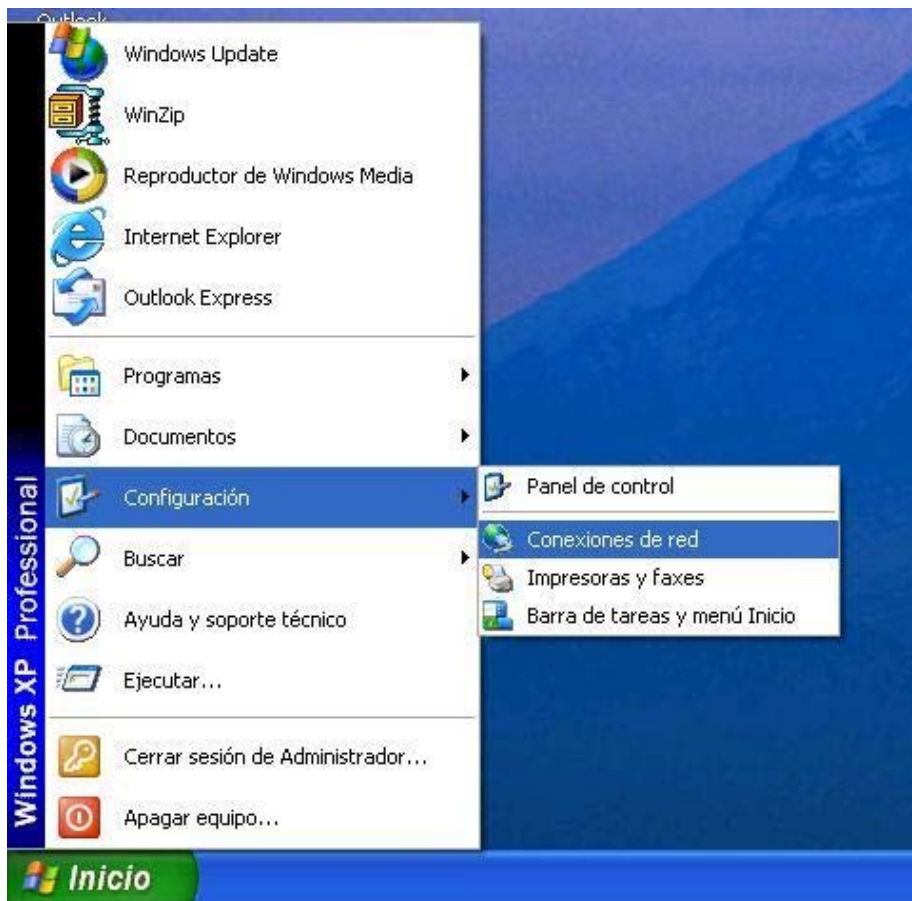 Outlook
Windows Update
WinZip
Reproductor de Windows Media
Internet Explorer
Outlook Express
Programas
Documentos
Configuración
Buscar
Ayuda y soporte técnico
Ejecutar...
Cerrar sesión de Administrador...
Apagar equipo...
Panel de control
Conexiones de red
Impresoras y faxes
Barra de tareas y menú Inicio
Windows XP Professional
Inicio